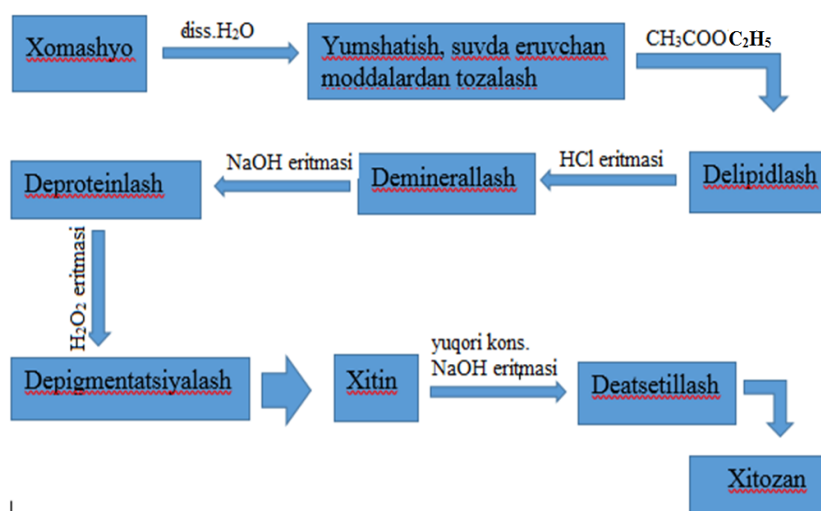 Xomashyo
diss.H₂O
Yumshatish, suvda eruvchan
moddalardan tozalash
CH₃COOC₂H₅
Delipidlash
HCl eritmasi
Deminerallash
NaOH eritmasi
Deproteinlash
H₂O₂ eritmasi
Depigmentatsiyalash
Xitin
yuqori kons.
NaOH eritmasi
Deatsetillash
Xitozan